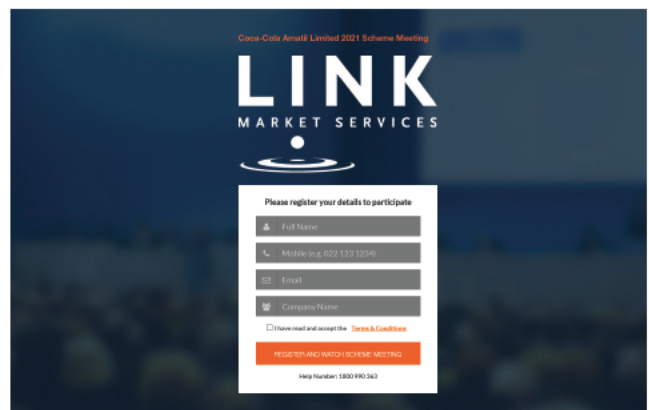 Coca-Cola Amatil Limited 2021 Scheme Meeting
LINK
MARKET SERVICES
Please register your details to participate
Full Name
Mobile (e.g. 022 123 1234)
Email
Company Name
I have read and accept the Terms & Conditions
REGISTER AND WATCH SCHEME MEETING
Help Number: 1800 990 363